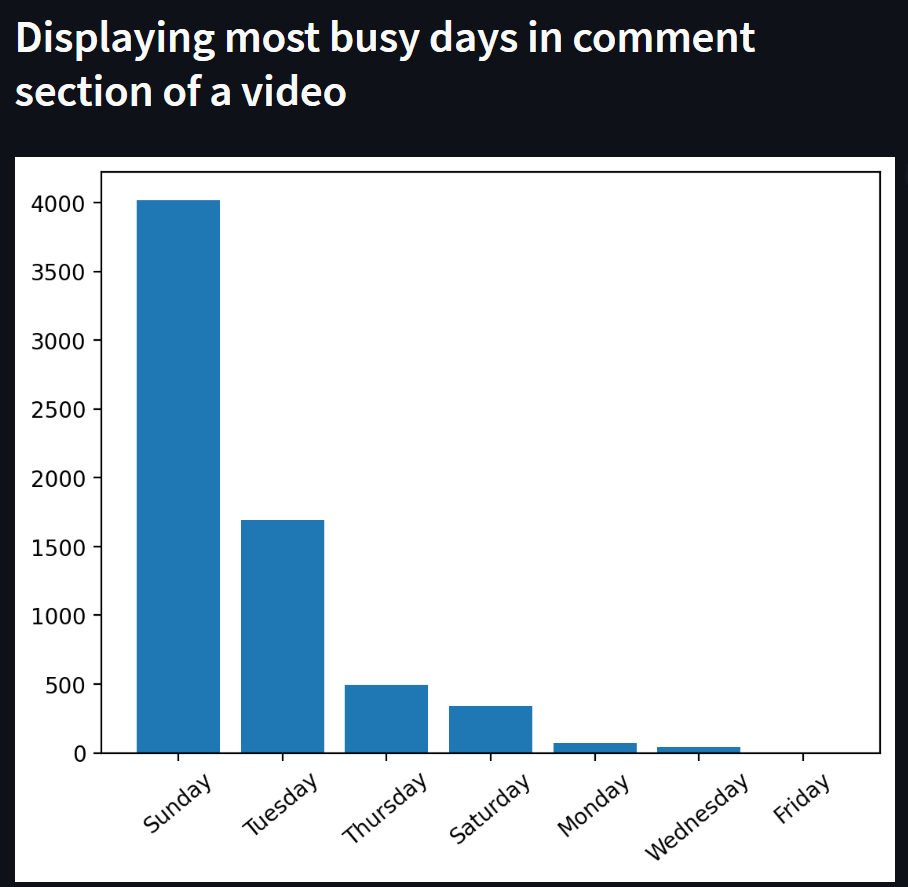 Displaying most busy days in comment
section of a video
4000
3500
3000
2500
2000
1500
1000
500
0
Sunday
Tuesday
Thursday
Saturday
Monday
Wednesday
Friday